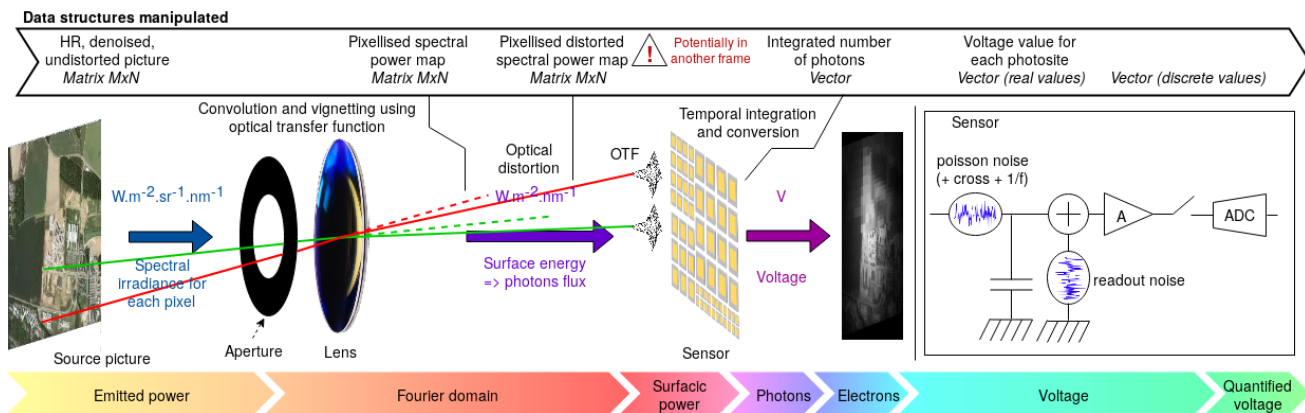 Data structures manipulated
HR, denoised,
undistorted picture
Matrix MxN
Pixellised spectral
power map
Matrix MxN
Pixellised distorted
spectral power map
Matrix MxN
!
Potentially in
another frame
Integrated number
of photons
Vector
Voltage value for
each photosite
Vector (real values)
Vector (discrete values)
Convolution and vignetting using
optical transfer function
Temporal integration
and conversion
Sensor
Optical
distortion
OTF
poisson noise
(+ cross + 1/f)
W.m-2.sr-1.nm-1
W.m-2.nm-1
V
A
ADC
Spectral
irradiance for
each pixel
Surface energy
=> photons flux
Voltage
readout noise
Source picture
Aperture
Lens
Sensor
Emitted power
Fourier domain
Surfacic
power
Photons
Electrons
Voltage
Quantified
voltage